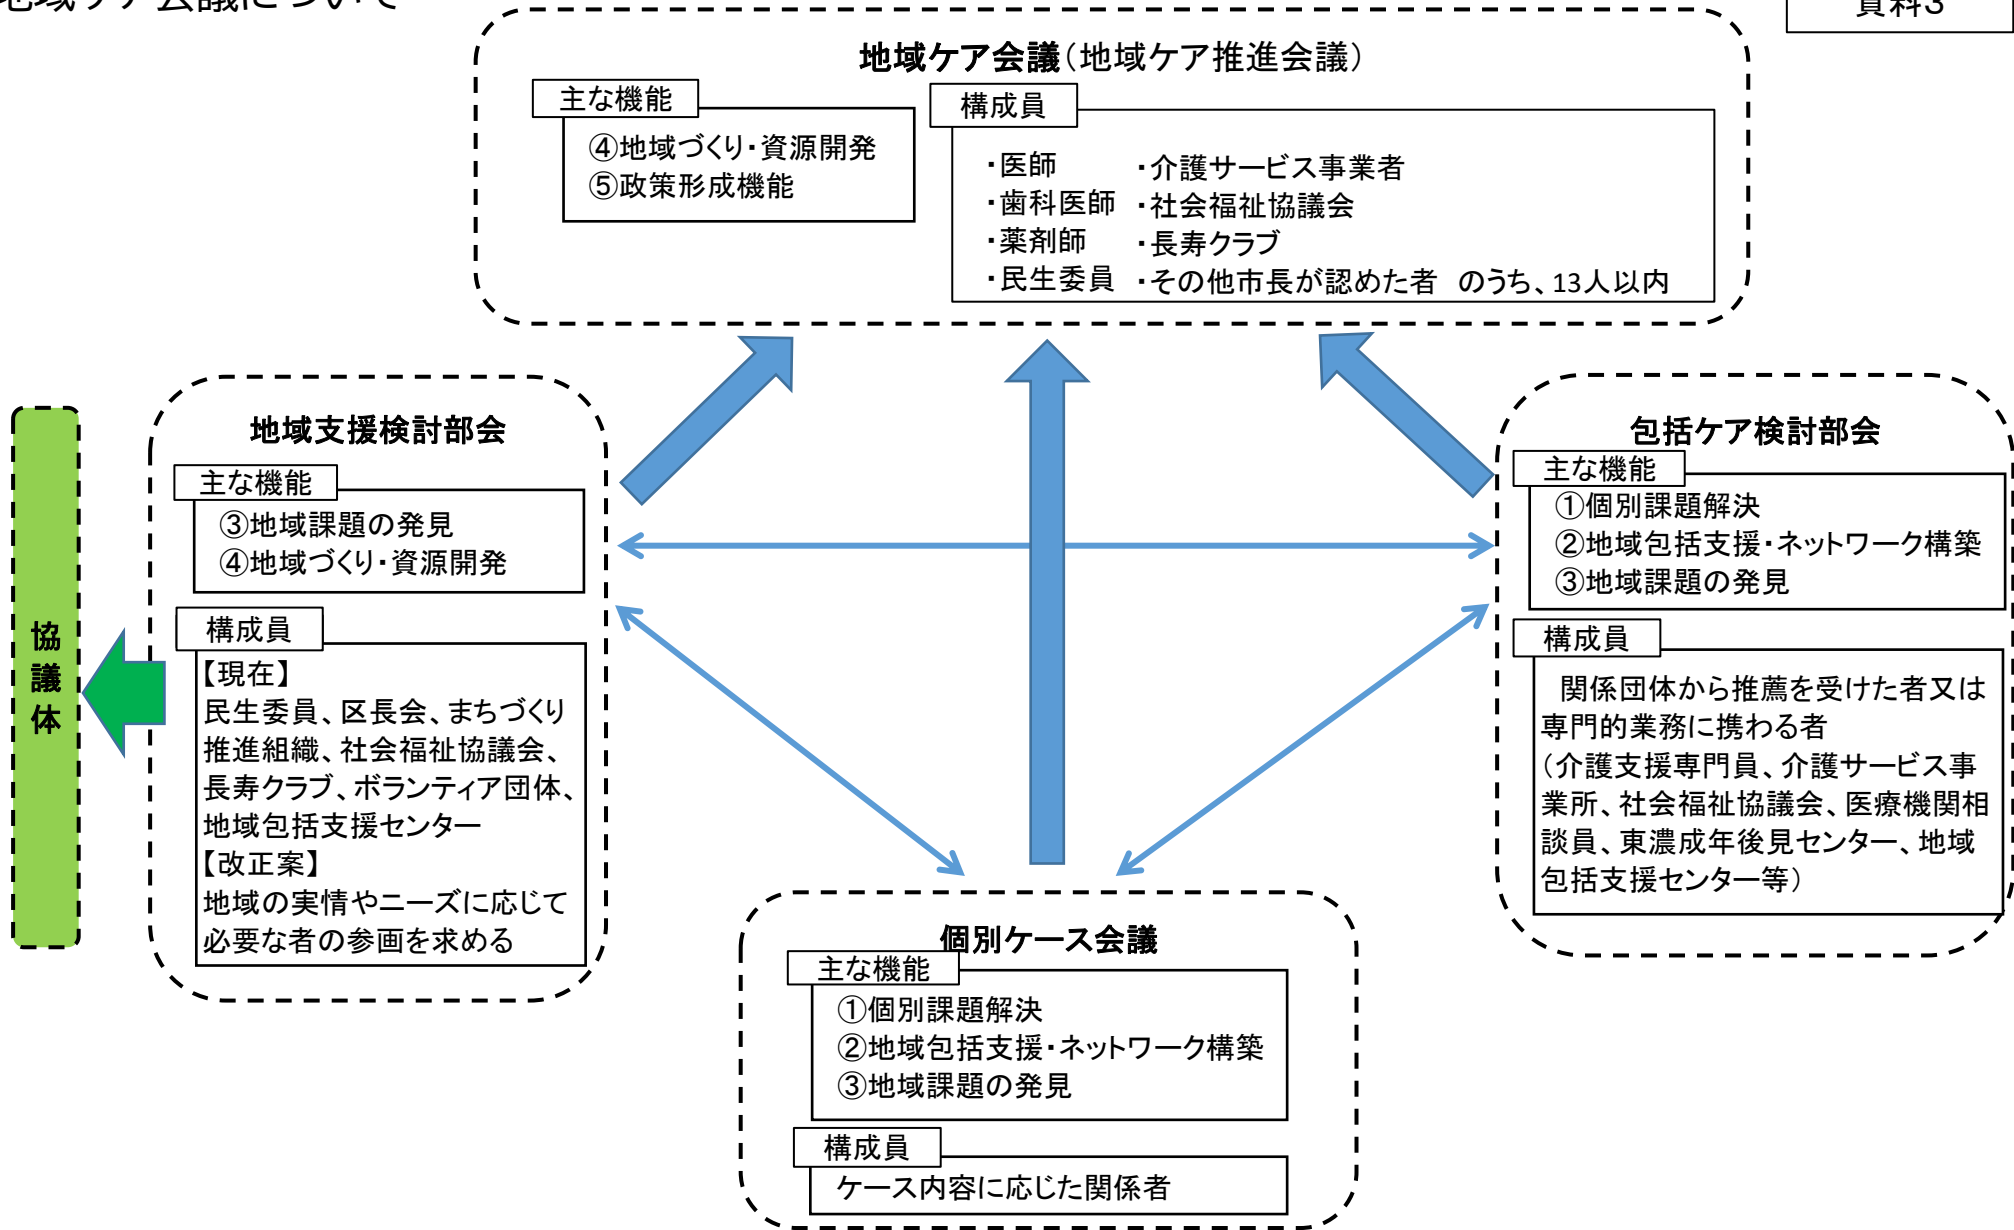 地域ケア会議について
資料3
地域ケア会議(地域ケア推進会議)
主な機能
④地域づくり・資源開発
⑤政策形成機能
構成員
・医師　・介護サービス事業者
・歯科医師　・社会福祉協議会
・薬剤師　・長寿クラブ
・民生委員　・その他市長が認めた者　のうち、13人以内
協議体
地域支援検討部会
主な機能
③地域課題の発見
④地域づくり・資源開発
構成員
【現在】
民生委員、区長会、まちづくり
推進組織、社会福祉協議会、
長寿クラブ、ボランティア団体、
地域包括支援センター
【改正案】
地域の実情やニーズに応じて
必要な者の参画を求める
包括ケア検討部会
主な機能
①個別課題解決
②地域包括支援・ネットワーク構築
③地域課題の発見
構成員
関係団体から推薦を受けた者又は
専門的業務に携わる者
(介護支援専門員、介護サービス事
業所、社会福祉協議会、医療機関相
談員、東濃成年後見センター、地域
包括支援センター等)
個別ケース会議
主な機能
①個別課題解決
②地域包括支援・ネットワーク構築
③地域課題の発見
構成員
ケース内容に応じた関係者